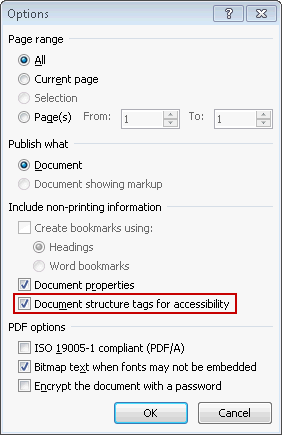 Options
Page range
All
Current page
Selection
Page(s) From: 1 To: 1
Publish what
Document
Document showing markup
Include non-printing information
Create bookmarks using:
Headings
Word bookmarks
Document properties
Document structure tags for accessibility
PDF options
ISO 19005-1 compliant (PDF/A)
Bitmap text when fonts may not be embedded
Encrypt the document with a password
OK Cancel